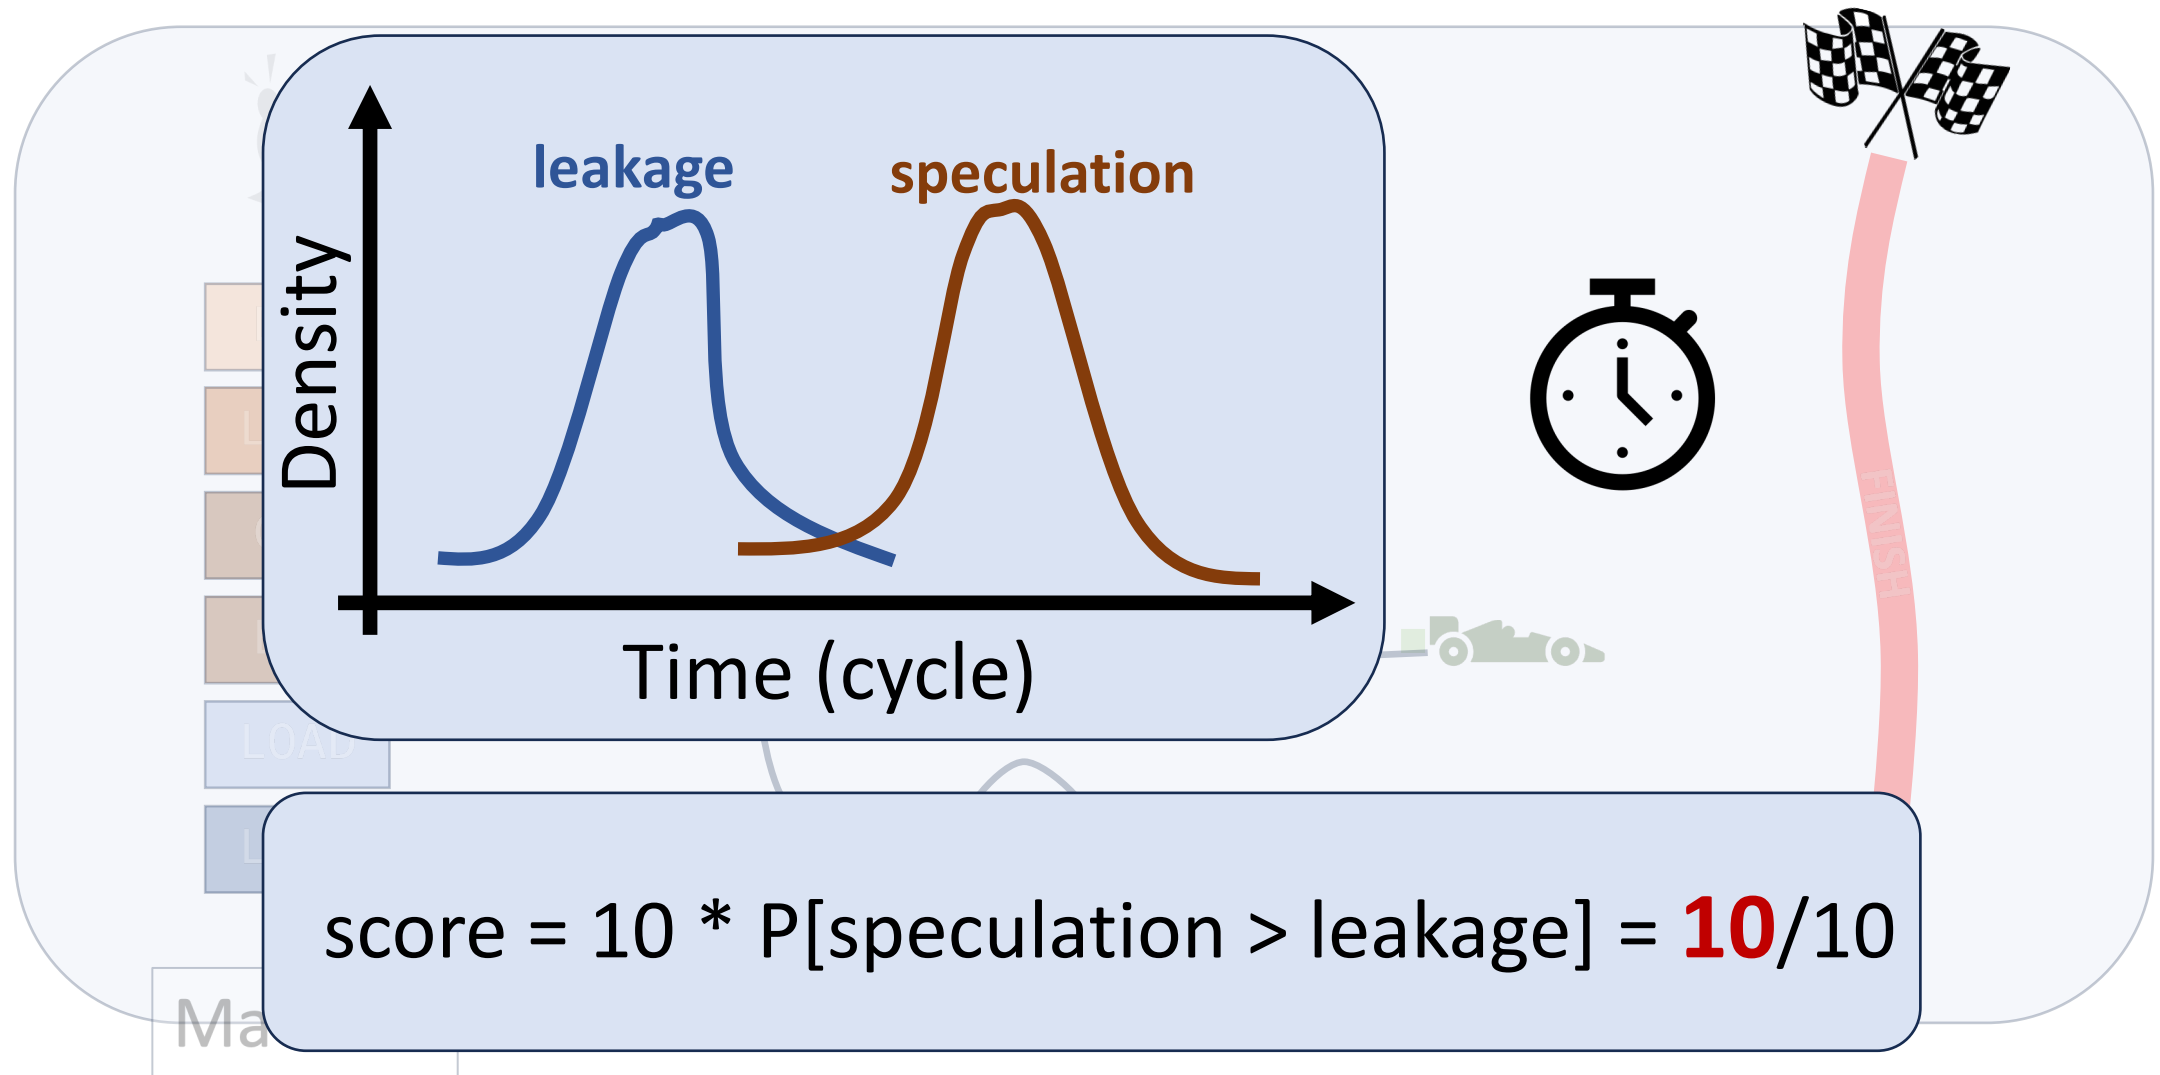 leakage
speculation
Density
Time (cycle)
FINISH
LOAD
score = 10 * P[speculation > leakage] = 10/10